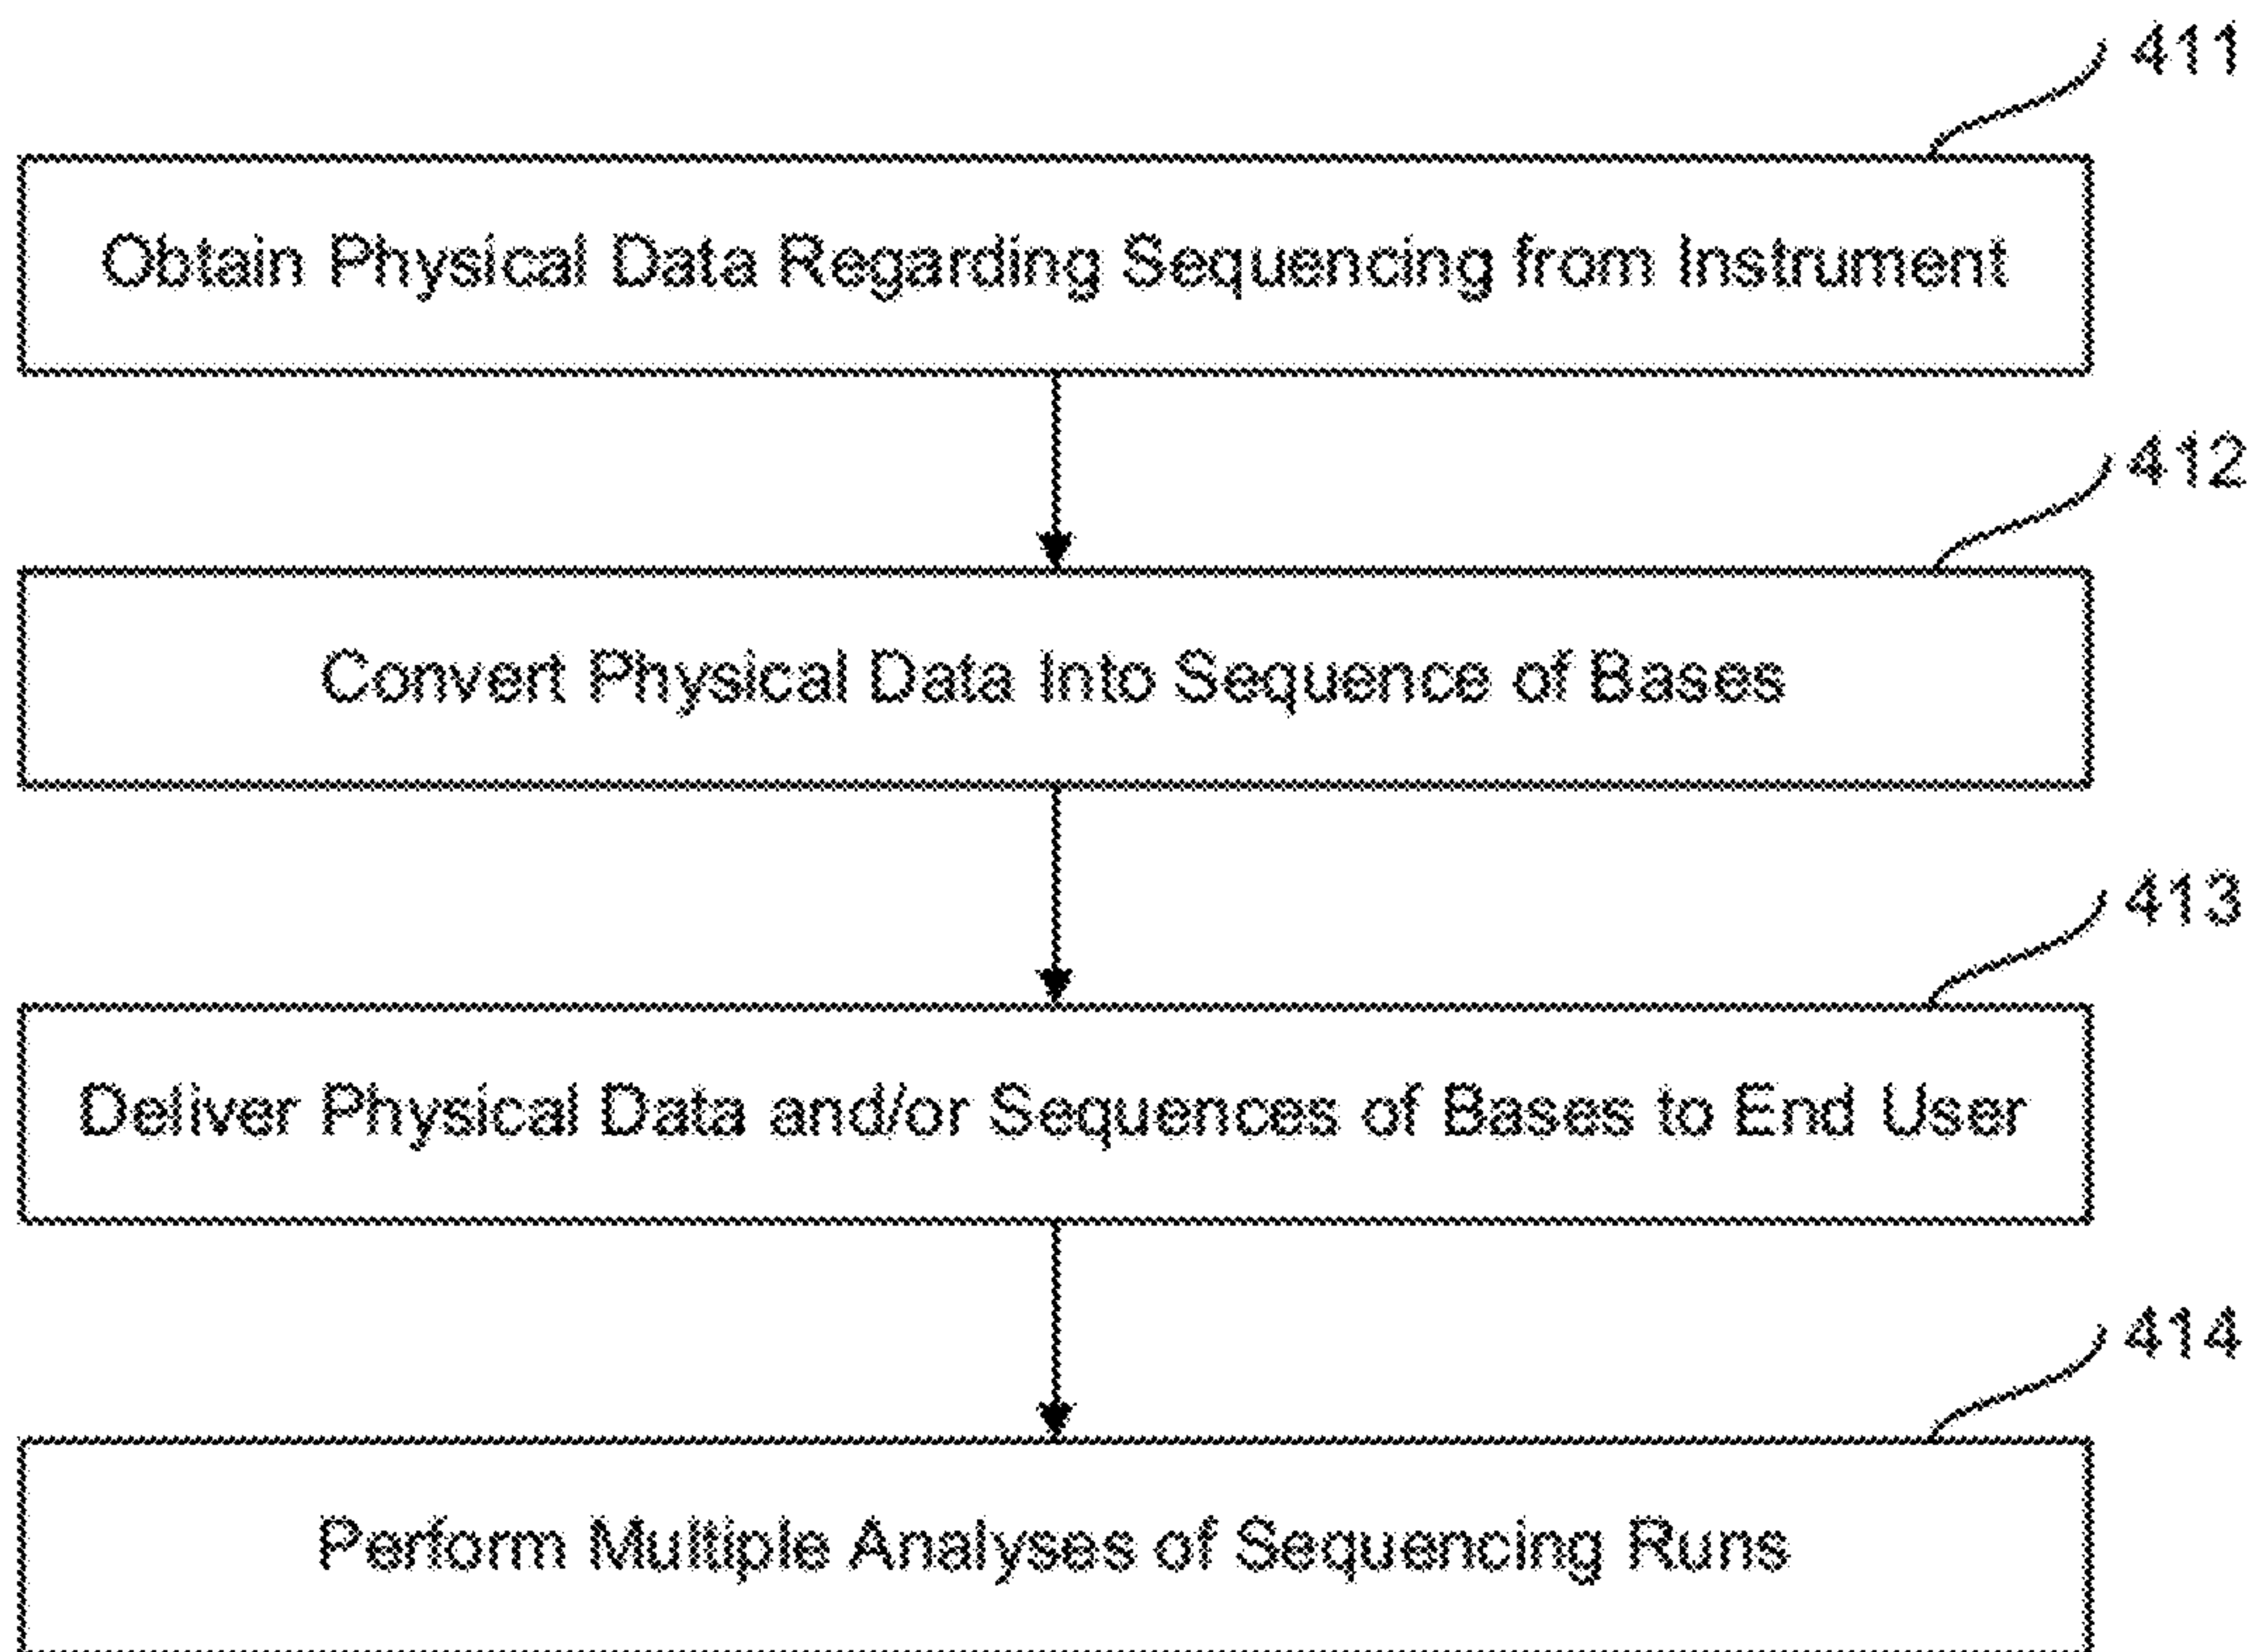 411
Obtain Physical Data Regarding Sequencing from Instrument
412
Convert Physical Data Into Sequence of Bases
413
Deliver Physical Data and/or Sequences of Bases to End User
414
Perform Multiple Analyses of Sequencing Runs